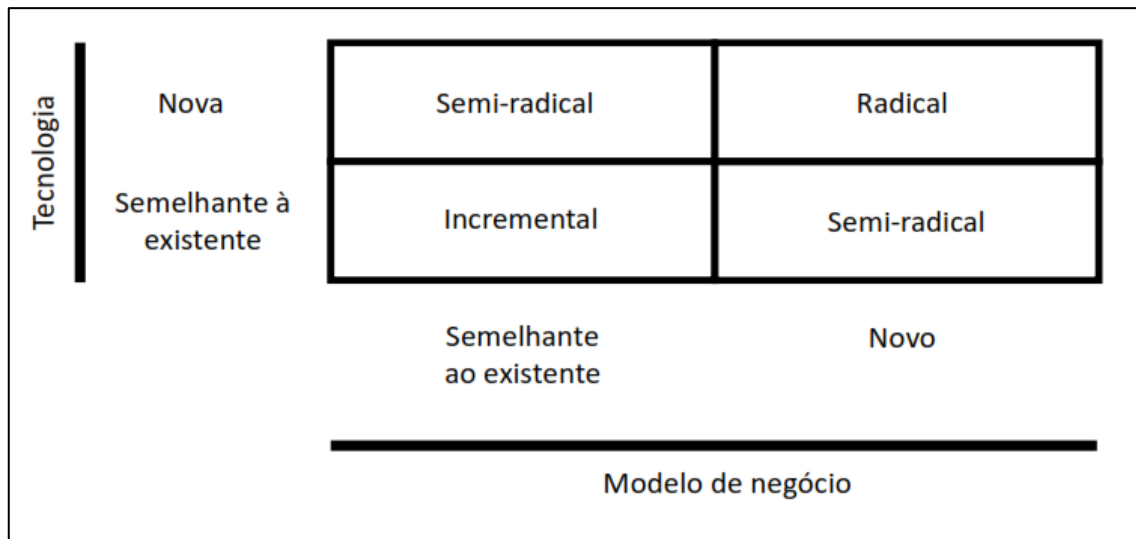 Tecnologia
Nova
Semi-radical
Radical
Semelhante à
existente
Incremental
Semi-radical
Semelhante
ao existente
Novo
Modelo de negócio